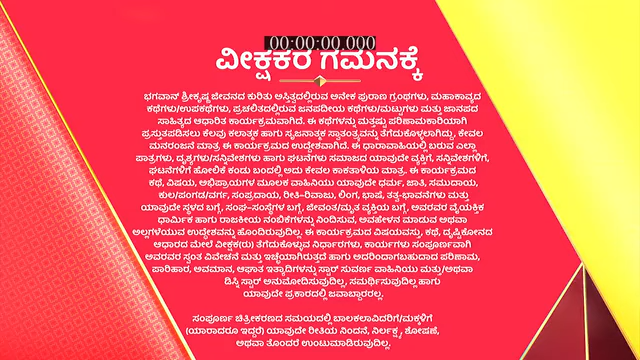 00:00:00.000
ವೀಕ್ಷಕರ ಗಮನಕ್ಕೆ
ಭಗವಾನ್ ಶ್ರೀಕೃಷ್ಣ ಜೀವನದ ಕುರಿತು ಅಸ್ತಿತ್ವದಲ್ಲಿರುವ ಅನೇಕ ಪುರಾಣ ಗ್ರಂಥಗಳು, ಮಹಾಕಾವ್ಯದ
ಕಥೆಗಳು/ಉಪಕಥೆಗಳು, ಪ್ರಚಲಿತದಲ್ಲಿರುವ ಜನಪದೀಯ ಕಥೆಗಳು/ಮಟ್ಟುಗಳು ಮತ್ತು ಜಾನಪದ
ಸಾಹಿತ್ಯದ ಆಧಾರಿತ ಕಾರ್ಯಕ್ರಮವಾಗಿದೆ. ಈ ಕಥೆಗಳನ್ನು ಮತ್ತಷ್ಟು ಪರಿಣಾಮಕಾರಿಯಾಗಿ
ಪ್ರಸ್ತುತಪಡಿಸಲು ಕೆಲವು ಕಲಾತ್ಮಕ ಹಾಗು ಸೃಜನಾತ್ಮಕ ಸ್ವಾತಂತ್ರ್ಯವನ್ನು ತೆಗೆದುಕೊಳ್ಳಲಾಗಿದ್ದು, ಕೇವಲ
ಮನರಂಜನೆ ಮಾತ್ರ ಈ ಕಾರ್ಯಕ್ರಮದ ಉದ್ದೇಶವಾಗಿದೆ. ಈ ಧಾರಾವಾಹಿಯಲ್ಲಿ ಬರುವ ಎಲ್ಲಾ
ಪಾತ್ರಗಳು, ದೃಶ್ಯಗಳು/ಸನ್ನಿವೇಶಗಳು ಹಾಗು ಘಟನೆಗಳು ಸಮಾಜದ ಯಾವುದೇ ವ್ಯಕ್ತಿಗೆ, ಸನ್ನಿವೇಶಗಳಿಗೆ,
ಘಟನೆಗಳಿಗೆ ಹೋಲಿಕೆ ಕಂಡು ಬಂದಲ್ಲಿ ಅದು ಕೇವಲ ಕಾಕತಾಳಿಯ ಮಾತ್ರ. ಈ ಕಾರ್ಯಕ್ರಮದ
ಕಥೆ, ವಿಷಯ, ಅಭಿಪ್ರಾಯಗಳ ಮೂಲಕ ವಾಹಿನಿಯು ಯಾವುದೇ ಧರ್ಮ, ಜಾತಿ, ಸಮುದಾಯ,
ಕುಲ/ಪಂಗಡ/ವರ್ಗ, ಸಂಪ್ರದಾಯ, ರೀತಿ-ರಿವಾಜು, ಲಿಂಗ, ಭಾಷೆ, ತತ್ವ-ಭಾವನೆಗಳು ಮತ್ತು
ಯಾವುದೇ ಸ್ಥಳದ ಬಗ್ಗೆ, ಸಂಘ-ಸಂಸ್ಥೆಗಳ ಬಗ್ಗೆ, ಜೀವಂತ/ಮೃತ ವ್ಯಕ್ತಿಯ ಬಗ್ಗೆ, ಅವರವರ ವೈಯಕ್ತಿಕ
ಧಾರ್ಮಿಕ ಹಾಗು ರಾಜಕೀಯ ನಂಬಿಕೆಗಳನ್ನು ನಿಂದಿಸುವ, ಅವಹೇಳನ ಮಾಡುವ ಅಥವಾ
ಅಲ್ಲಗಳೆಯುವ ಉದ್ದೇಶವನ್ನು ಹೊಂದಿರುವುದಿಲ್ಲ. ಈ ಕಾರ್ಯಕ್ರಮದ ವಿಷಯವಸ್ತು, ಕಥೆ, ದೃಷ್ಟಿಕೋನದ
ಆಧಾರದ ಮೇಲೆ ವೀಕ್ಷಕ(ರು) ತೆಗೆದುಕೊಳ್ಳುವ ನಿರ್ಧಾರಗಳು, ಕಾರ್ಯಗಳು ಸಂಪೂರ್ಣವಾಗಿ
ಅವರವರ ಸ್ವಂತ ವಿವೇಚನೆ ಮತ್ತು ಇಚ್ಛೆಯಾಗಿರುತ್ತದೆ ಹಾಗು ಅದರಿಂದಾಗಬಹುದಾದ ಪರಿಣಾಮ,
ಪಾರಿಹಾರ, ಅವಮಾನ, ಆಘಾತ ಇತ್ಯಾದಿಗಳನ್ನು ಸ್ಟಾರ್ ಸುವರ್ಣ ವಾಹಿನಿಯು ಮತ್ತು/ಅಥವಾ
ಡಿಸ್ನಿ ಸ್ಟಾರ್ ಅನುಮೋದಿಸುವುದಿಲ್ಲ, ಸಮರ್ಥಿಸುವುದಿಲ್ಲ ಹಾಗು
ಯಾವುದೇ ಪ್ರಕಾರದಲ್ಲಿ ಜವಾಬ್ದಾರರಲ್ಲ.
ಸಂಪೂರ್ಣ ಚಿತ್ರೀಕರಣದ ಸಮಯದಲ್ಲಿ ಬಾಲಕಲಾವಿದರಿಗೆ/ಮಕ್ಕಳಿಗೆ
(ಯಾರಾದರೂ ಇದ್ದರೆ) ಯಾವುದೇ ರೀತಿಯ ನಿಂದನೆ, ನಿರ್ಲಕ್ಷ್ಯ, ಶೋಷಣೆ,
ಅಥವಾ ತೊಂದರೆ ಉಂಟುಮಾಡಿರುವುದಿಲ್ಲ.